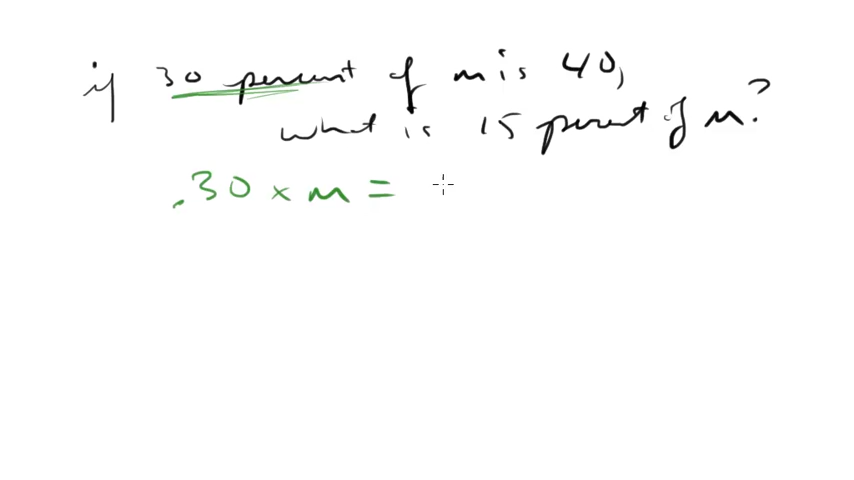 if 30 percent of m is 40,
what is 15 percent of m?
.30 x m =